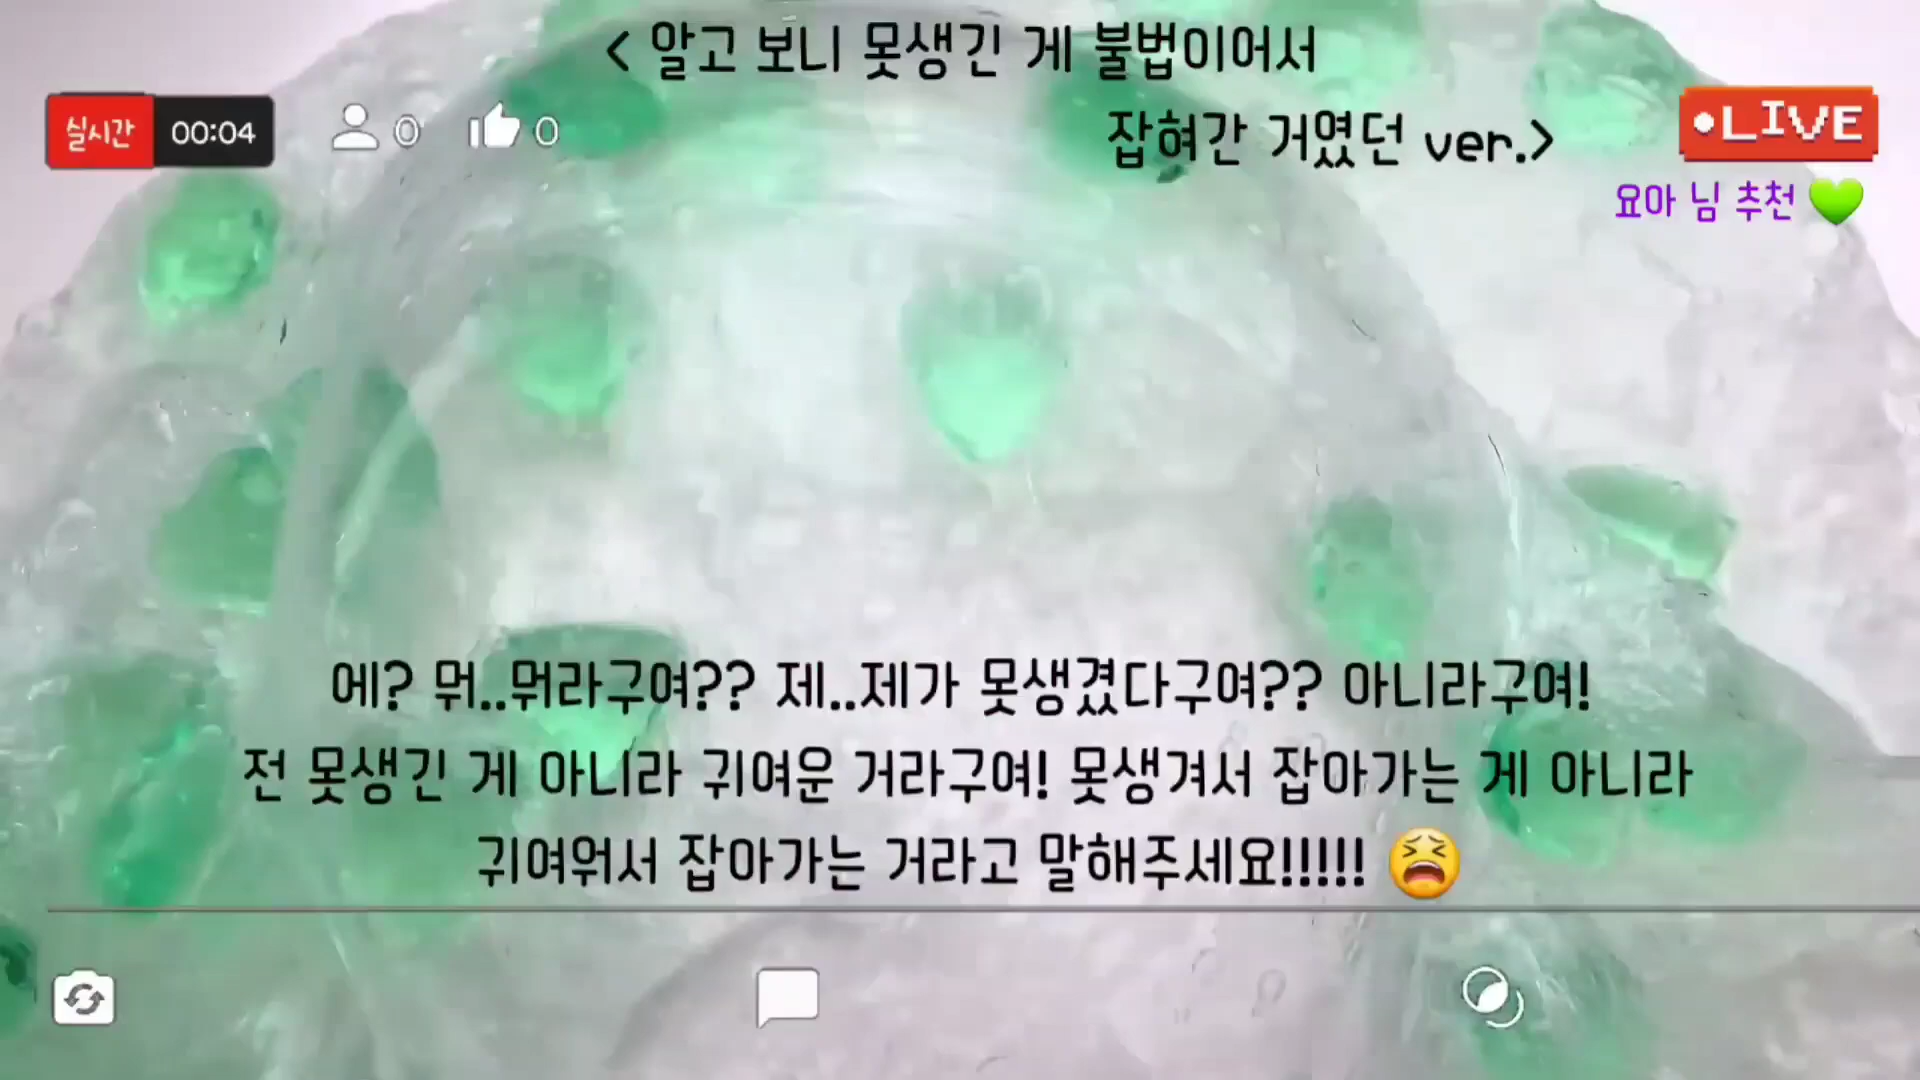 < 알고 보니 못생긴 게 불법이어서
잡혀간 거였던 ver.>
실시간 00:04 0 0
LIVE
요아 님 추천 💚
에? 뭐..뭐라구여?? 제..제가 못생겼다구여?? 아니라구여!
전 못생긴 게 아니라 귀여운 거라구여! 못생겨서 잡아가는 게 아니라
귀여워서 잡아가는 거라고 말해주세요!!!!! 😫